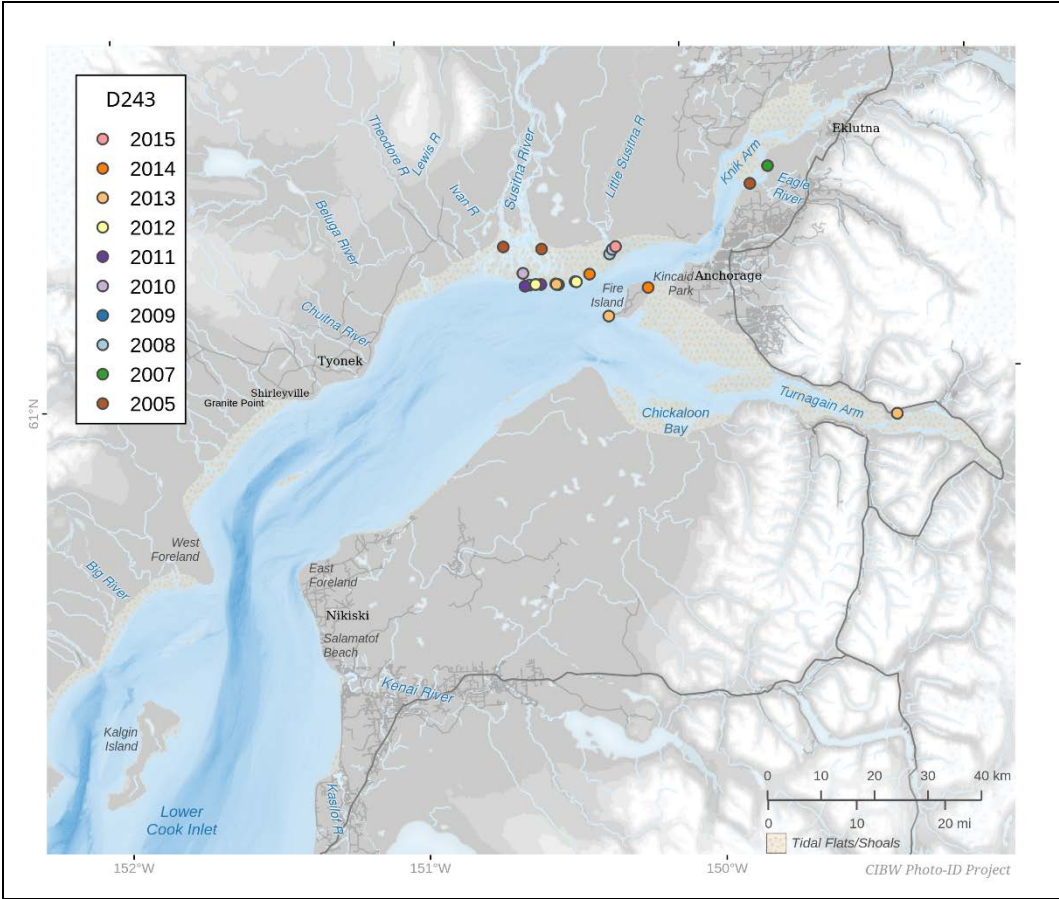 D243
2015
2014
2013
2012
2011
2010
2009
2008
2007
2005
Theodore R
Lewis R
Ivan R
Susitna River
Little Susitna R
Beluga River
Chuitna River
Knik Arm
Eagle
River
Eklutna
Kincaid
Park
Anchorage
Fire
Island
Tyonek
Shirleyville
Granite Point
Chickaloon
Bay
Turnagain Arm
61°N
West
Foreland
East
Foreland
Big River
Nikiski
Salamatof
Beach
Kenai River
Kalgin
Island
Kasilof R
Lower
Cook Inlet
0 10 20 30 40 km
0 10 20 mi
Tidal Flats/Shoals
152°W
151°W
150°W
CIBW Photo-ID Project